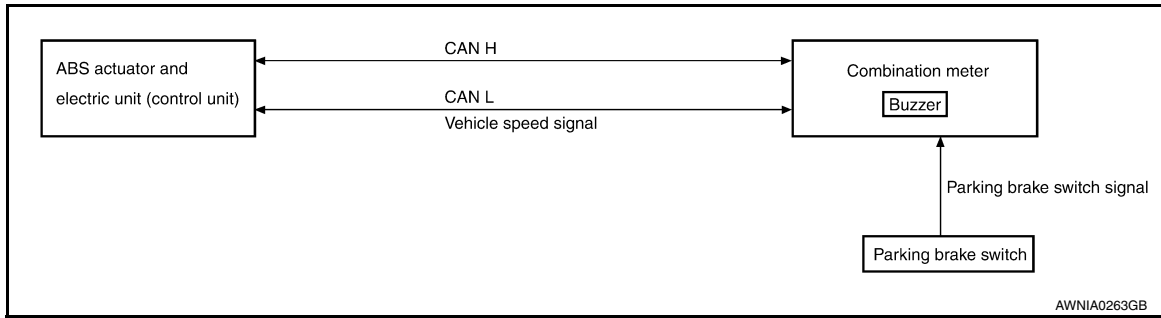 ABS actuator and
electric unit (control unit)
CAN H
CAN L
Vehicle speed signal
Combination meter
Buzzer
Parking brake switch signal
Parking brake switch
AWNIA0263GB